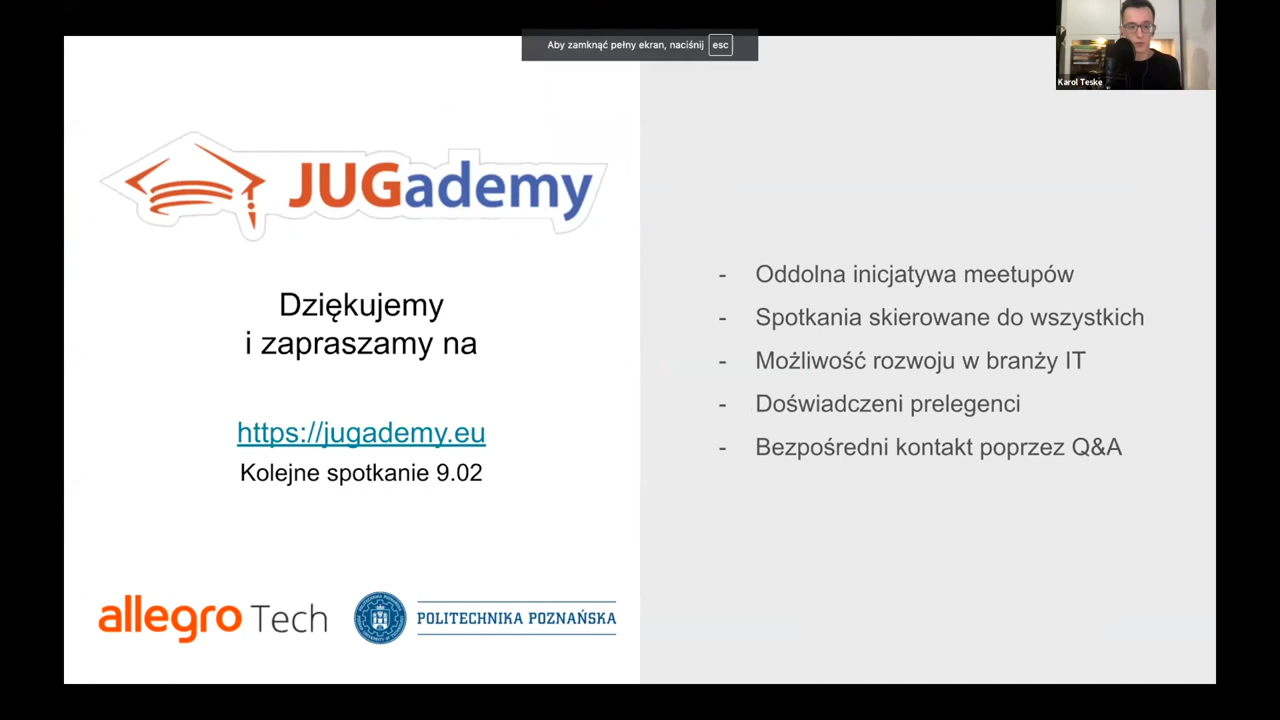 Aby zamknąć pełny ekran, naciśnij esc
Karol Teske
JUGademy
Dziękujemy
i zapraszamy na
https://jugademy.eu
Kolejne spotkanie 9.02
allegro Tech
POLITECHNIKA POZNAŃSKA
- Oddolna inicjatywa meetupów
- Spotkania skierowane do wszystkich
- Możliwość rozwoju w branży IT
- Doświadczeni prelegenci
- Bezpośredni kontakt poprzez Q&A